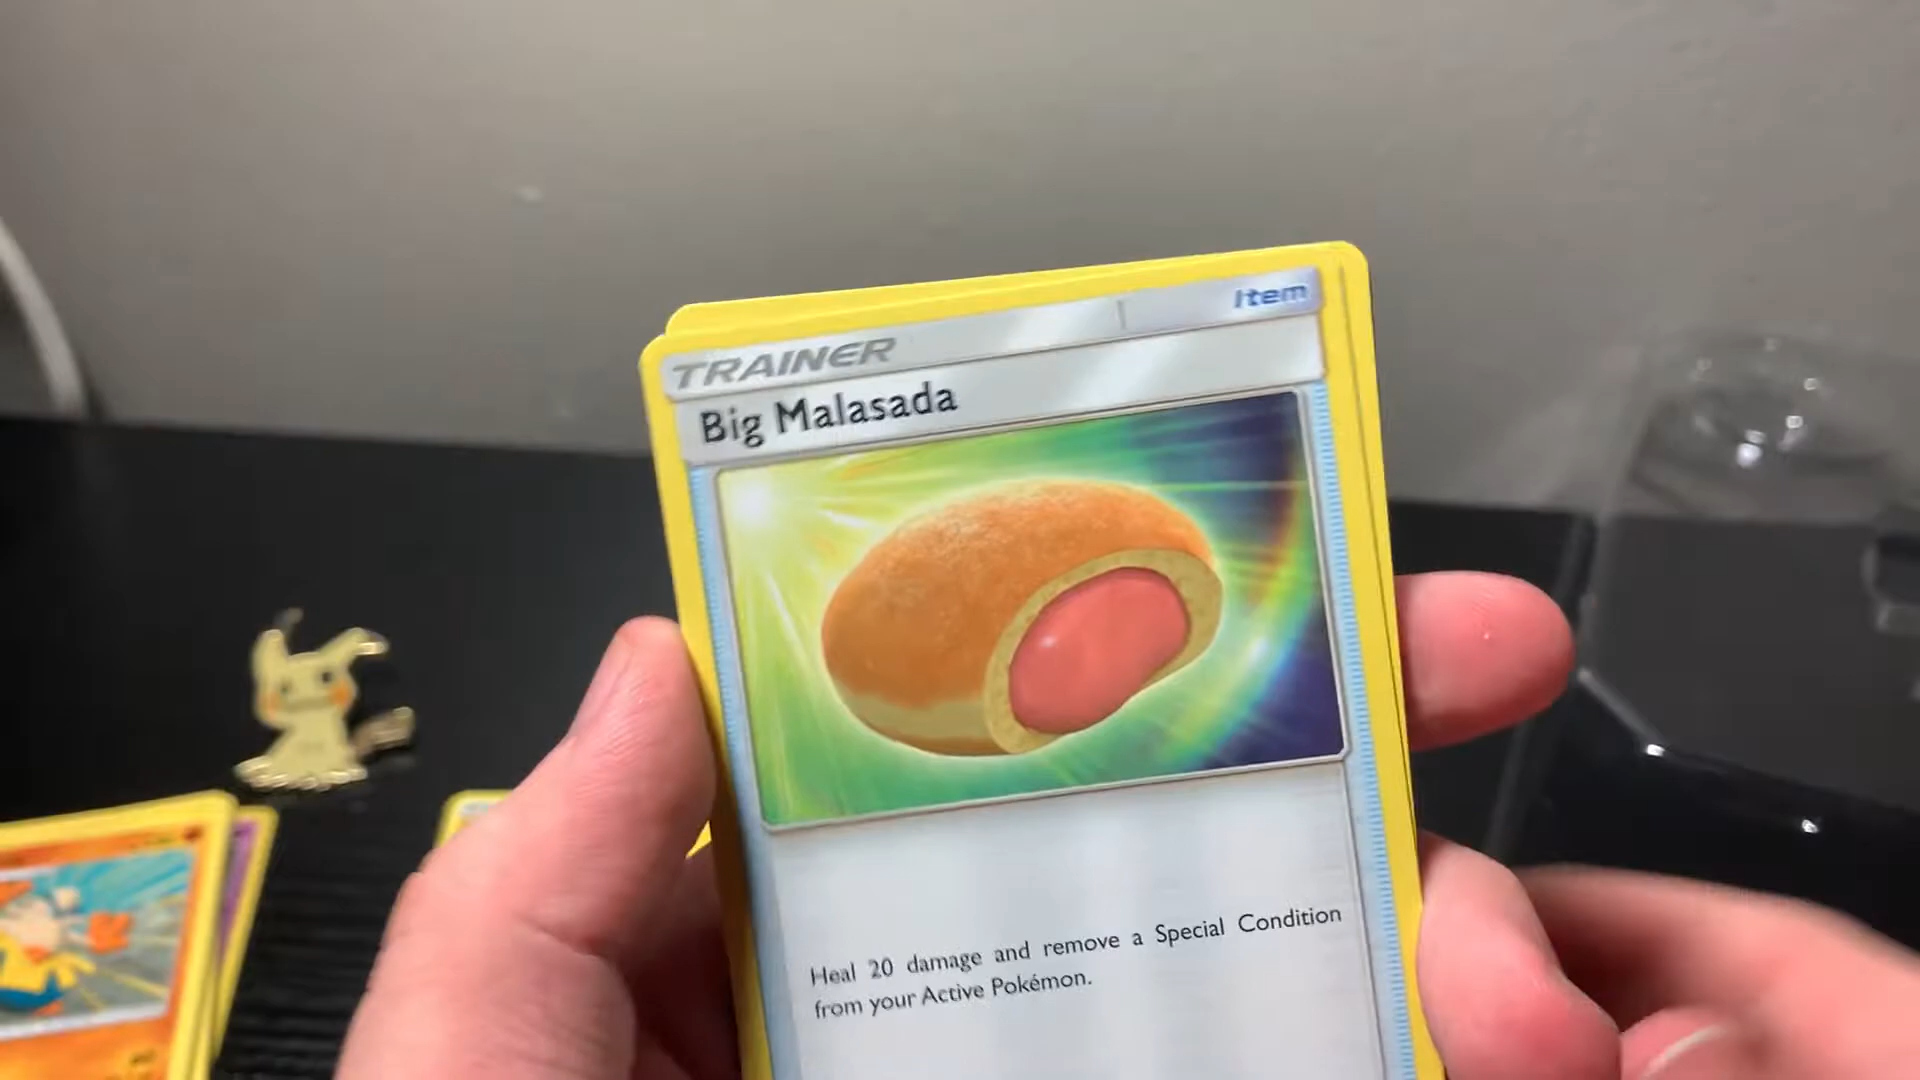 TRAINER
Item
Big Malasada
Heal 20 damage and remove a Special Condition
from your Active Pokémon.